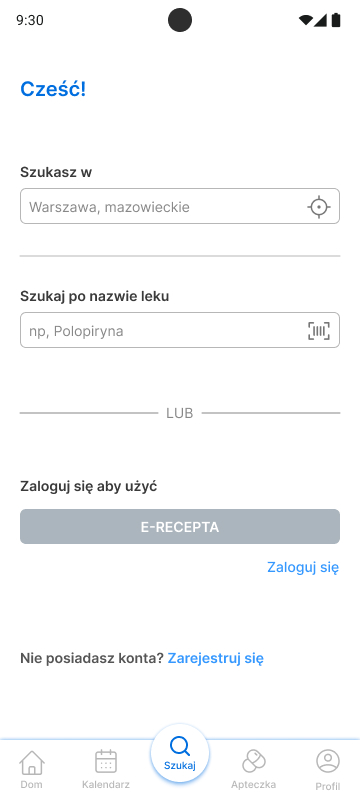 9:30
Cześć!
Szukasz w
Warszawa, mazowieckie
Szukaj po nazwie leku
np, Polopiryna
LUB
Zaloguj się aby użyć
E-RECEPTA
Zaloguj się
Nie posiadasz konta? Zarejestruj się
Dom
Kalendarz
Szukaj
Apteczka
Profil